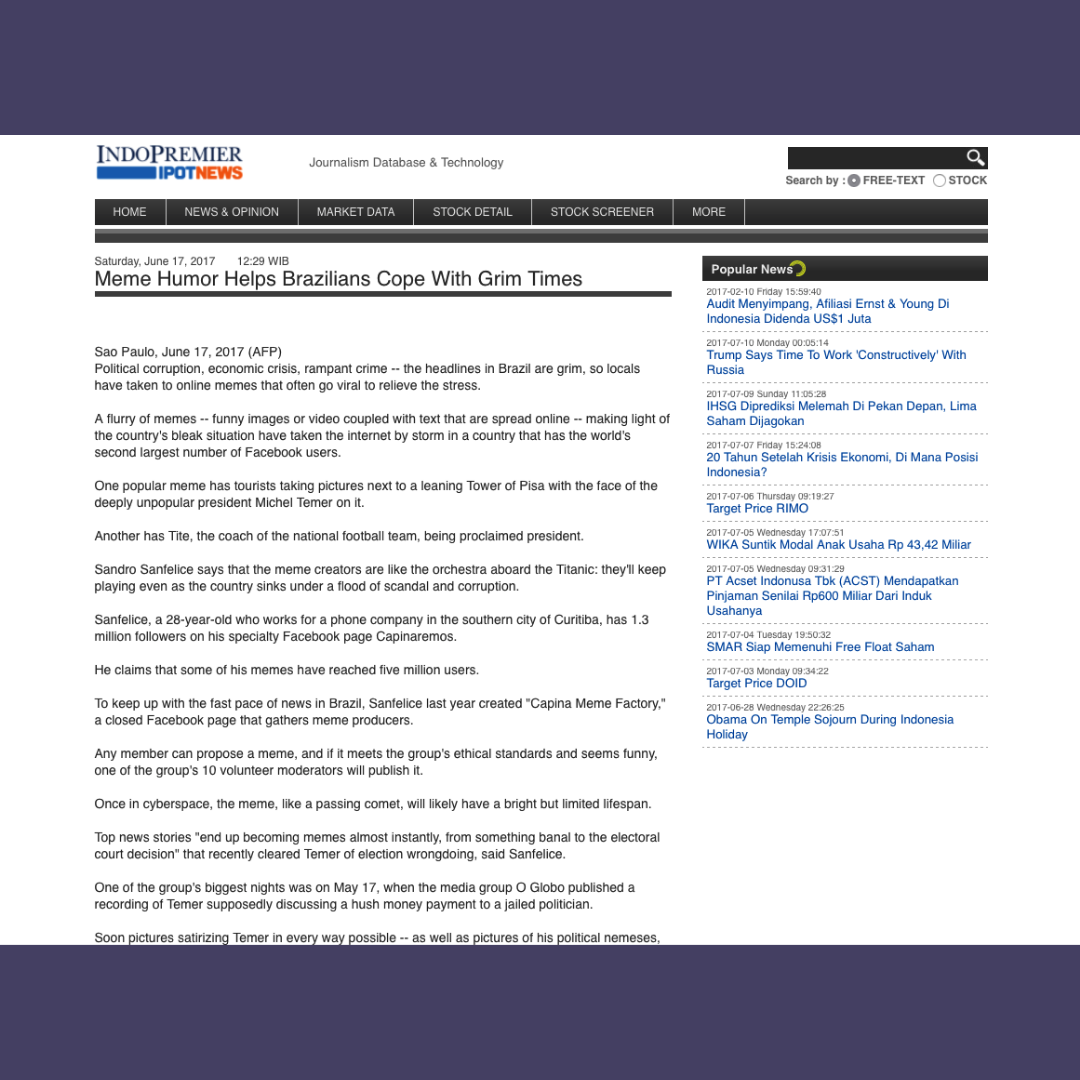 INDOPREMIER
IPOTNEWS
Journalism Database & Technology
Search by : FREE-TEXT STOCK
HOME NEWS & OPINION MARKET DATA STOCK DETAIL STOCK SCREENER MORE
Saturday, June 17, 2017 12:29 WIB
Meme Humor Helps Brazilians Cope With Grim Times
Sao Paulo, June 17, 2017 (AFP)
Political corruption, economic crisis, rampant crime -- the headlines in Brazil are grim, so locals
have taken to online memes that often go viral to relieve the stress.
A flurry of memes -- funny images or video coupled with text that are spread online -- making light of
the country's bleak situation have taken the internet by storm in a country that has the world's
second largest number of Facebook users.
One popular meme has tourists taking pictures next to a leaning Tower of Pisa with the face of the
deeply unpopular president Michel Temer on it.
Another has Tite, the coach of the national football team, being proclaimed president.
Sandro Sanfelice says that the meme creators are like the orchestra aboard the Titanic: they'll keep
playing even as the country sinks under a flood of scandal and corruption.
Sanfelice, a 28-year-old who works for a phone company in the southern city of Curitiba, has 1.3
million followers on his specialty Facebook page Capinaremos.
He claims that some of his memes have reached five million users.
To keep up with the fast pace of news in Brazil, Sanfelice last year created "Capina Meme Factory,"
a closed Facebook page that gathers meme producers.
Any member can propose a meme, and if it meets the group's ethical standards and seems funny,
one of the group's 10 volunteer moderators will publish it.
Once in cyberspace, the meme, like a passing comet, will likely have a bright but limited lifespan.
Top news stories "end up becoming memes almost instantly, from something banal to the electoral
court decision" that recently cleared Temer of election wrongdoing, said Sanfelice.
One of the group's biggest nights was on May 17, when the media group O Globo published a
recording of Temer supposedly discussing a hush money payment to a jailed politician.
Soon pictures satirizing Temer in every way possible -- as well as pictures of his political nemeses,
Popular News
2017-02-10 Friday 15:59:40
Audit Menyimpang, Afiliasi Ernst & Young Di
Indonesia Didenda US$1 Juta
2017-07-10 Monday 00:05:14
Trump Says Time To Work 'Constructively' With
Russia
2017-07-09 Sunday 11:05:28
IHSG Diprediksi Melemah Di Pekan Depan, Lima
Saham Dijagokan
2017-07-07 Friday 15:24:08
20 Tahun Setelah Krisis Ekonomi, Di Mana Posisi
Indonesia?
2017-07-06 Thursday 09:19:27
Target Price RIMO
2017-07-05 Wednesday 17:07:51
WIKA Suntik Modal Anak Usaha Rp 43,42 Miliar
2017-07-05 Wednesday 09:31:29
PT Acset Indonusa Tbk (ACST) Mendapatkan
Pinjaman Senilai Rp600 Miliar Dari Induk
Usahanya
2017-07-04 Tuesday 19:50:32
SMAR Siap Memenuhi Free Float Saham
2017-07-03 Monday 09:34:22
Target Price DOID
2017-06-28 Wednesday 22:26:25
Obama On Temple Sojourn During Indonesia
Holiday